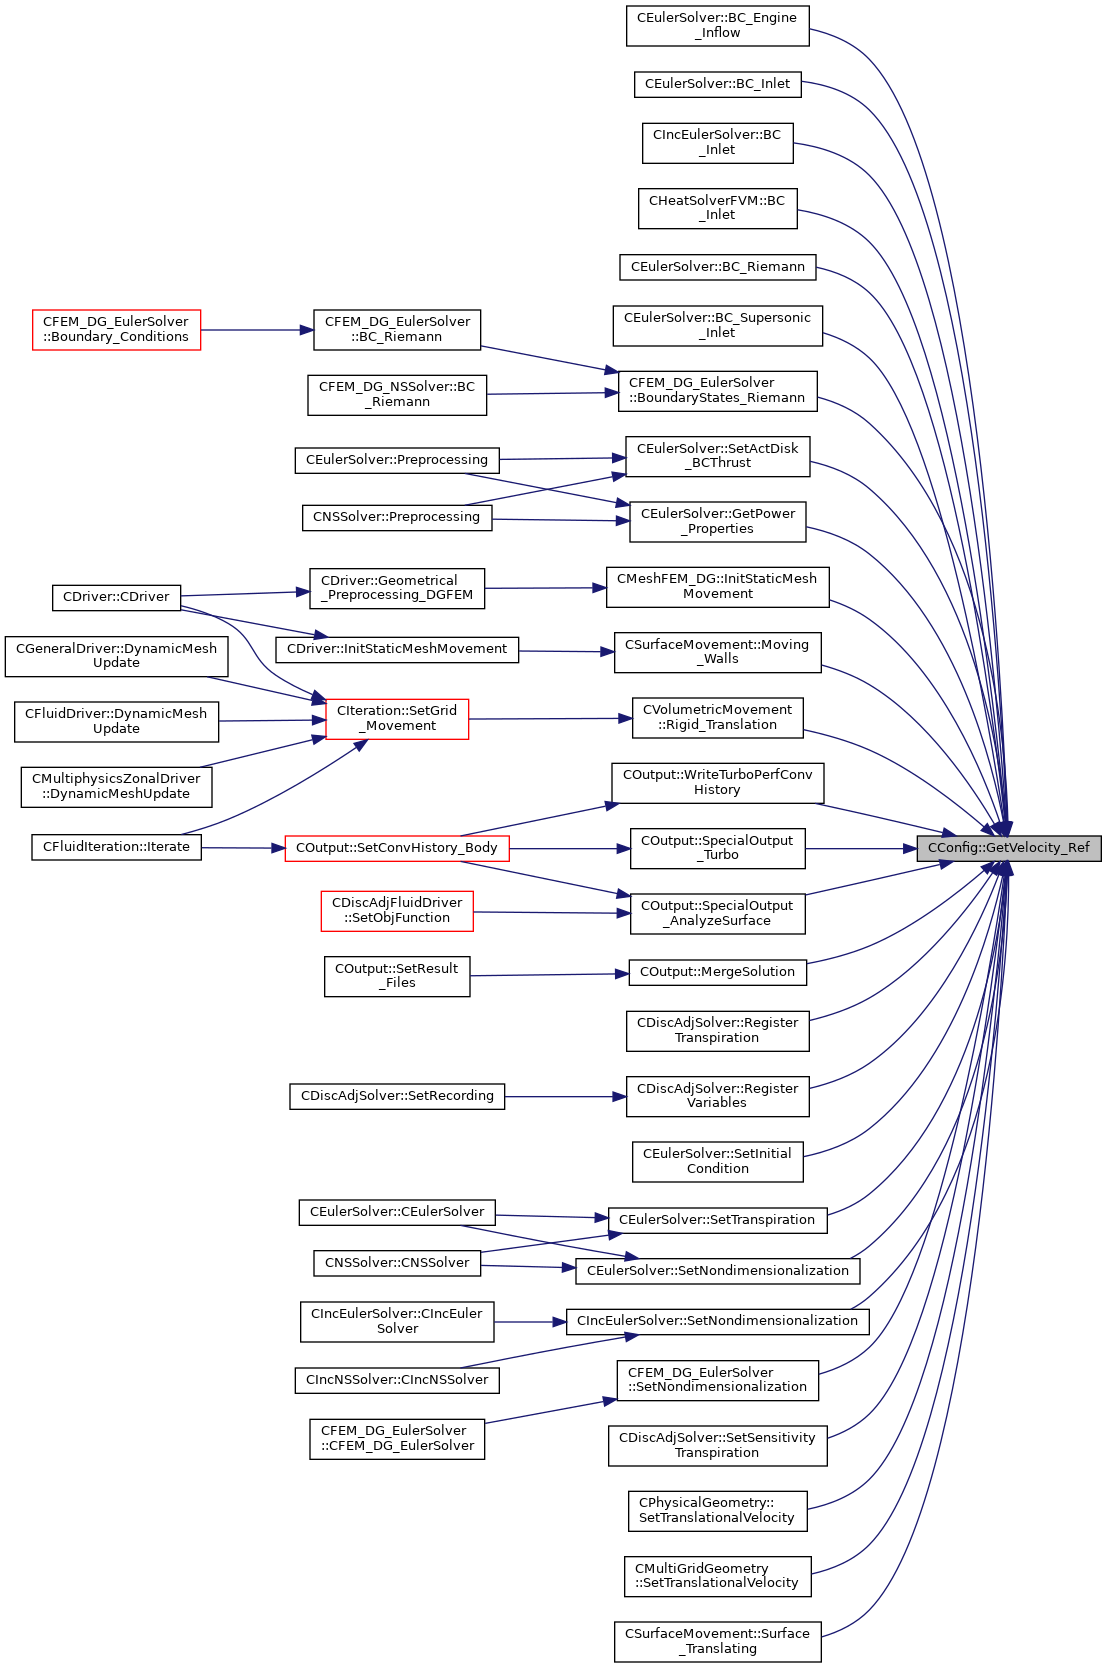 CEulerSolver::BC_Engine
_Inflow
CEulerSolver::BC_Inlet
CIncEulerSolver::BC
_Inlet
CHeatSolverFVM::BC
_Inlet
CEulerSolver::BC_Riemann
CEulerSolver::BC_Supersonic
_Inlet
CFEM_DG_EulerSolver
::Boundary_Conditions
CFEM_DG_EulerSolver
::BC_Riemann
CFEM_DG_NSSolver::BC
_Riemann
CFEM_DG_EulerSolver
::BoundaryStates_Riemann
CEulerSolver::Preprocessing
CEulerSolver::SetActDisk
_BCThrust
CNSSolver::Preprocessing
CEulerSolver::GetPower
_Properties
CDriver::CDriver
CDriver::Geometrical
_Preprocessing_DGFEM
CMeshFEM_DG::InitStaticMesh
Movement
CGeneralDriver::DynamicMesh
Update
CDriver::InitStaticMeshMovement
CSurfaceMovement::Moving
_Walls
CFluidDriver::DynamicMesh
Update
CIteration::SetGrid
_Movement
CVolumetricMovement
::Rigid_Translation
CMultiphysicsZonalDriver
::DynamicMeshUpdate
COutput::WriteTurboPerfConv
History
CFluidIteration::Iterate
COutput::SetConvHistory_Body
COutput::SpecialOutput
_Turbo
CConfig::GetVelocity_Ref
CDiscAdjFluidDriver
::SetObjFunction
COutput::SpecialOutput
_AnalyzeSurface
COutput::SetResult
_Files
COutput::MergeSolution
CDiscAdjSolver::Register
Transpiration
CDiscAdjSolver::SetRecording
CDiscAdjSolver::Register
Variables
CEulerSolver::SetInitial
Condition
CEulerSolver::CEulerSolver
CEulerSolver::SetTranspiration
CNSSolver::CNSSolver
CEulerSolver::SetNondimensionalization
CIncEulerSolver::CIncEuler
Solver
CIncEulerSolver::SetNondimensionalization
CIncNSSolver::CIncNSSolver
CFEM_DG_EulerSolver
::SetNondimensionalization
CFEM_DG_EulerSolver
::CFEM_DG_EulerSolver
CDiscAdjSolver::SetSensitivity
Transpiration
CPhysicalGeometry::
SetTranslationalVelocity
CMultiGridGeometry
::SetTranslationalVelocity
CSurfaceMovement::Surface
_Translating